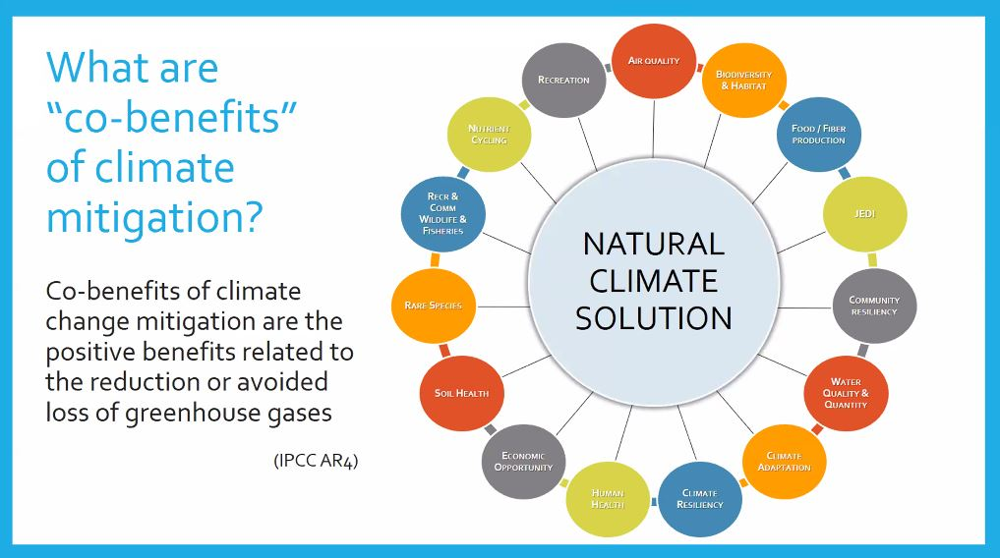 What are
“co-benefits”
of climate
mitigation?
Co-benefits of climate
change mitigation are the
positive benefits related to
the reduction or avoided
loss of greenhouse gases
(IPCC AR4)
NATURAL
CLIMATE
SOLUTION
AIR QUALITY
BIODIVERSITY
& HABITAT
FOOD / FIBER
PRODUCTION
JEDI
COMMUNITY
RESILIENCY
WATER
QUALITY &
QUANTITY
CLIMATE
ADAPTATION
CLIMATE
RESILIENCY
HUMAN
HEALTH
ECONOMIC
OPPORTUNITY
SOIL HEALTH
RARE SPECIES
RECR &
COMM
WILDLIFE &
FISHERIES
NUTRIENT
CYCLING
RECREATION